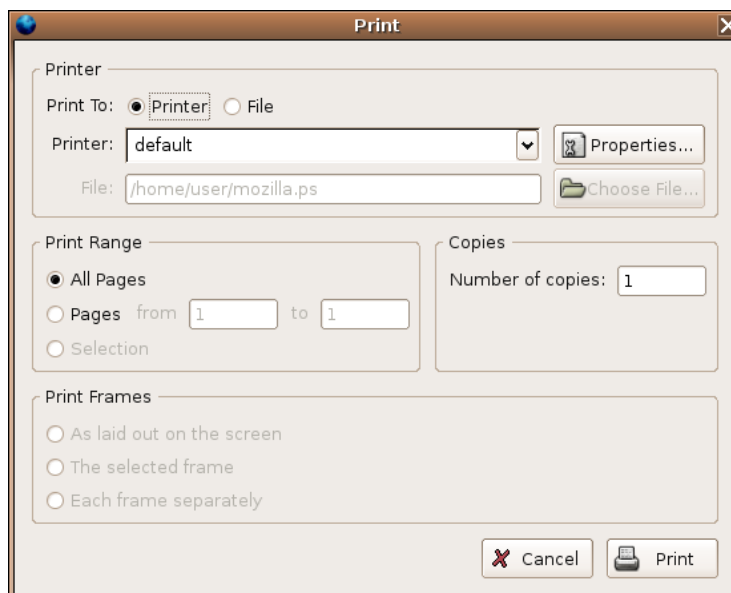 Print
Printer
Print To: Printer File
Printer: default Properties...
File: /home/user/mozilla.ps Choose File...
Print Range
All Pages
Pages from 1 to 1
Selection
Copies
Number of copies: 1
Print Frames
As laid out on the screen
The selected frame
Each frame separately
Cancel Print